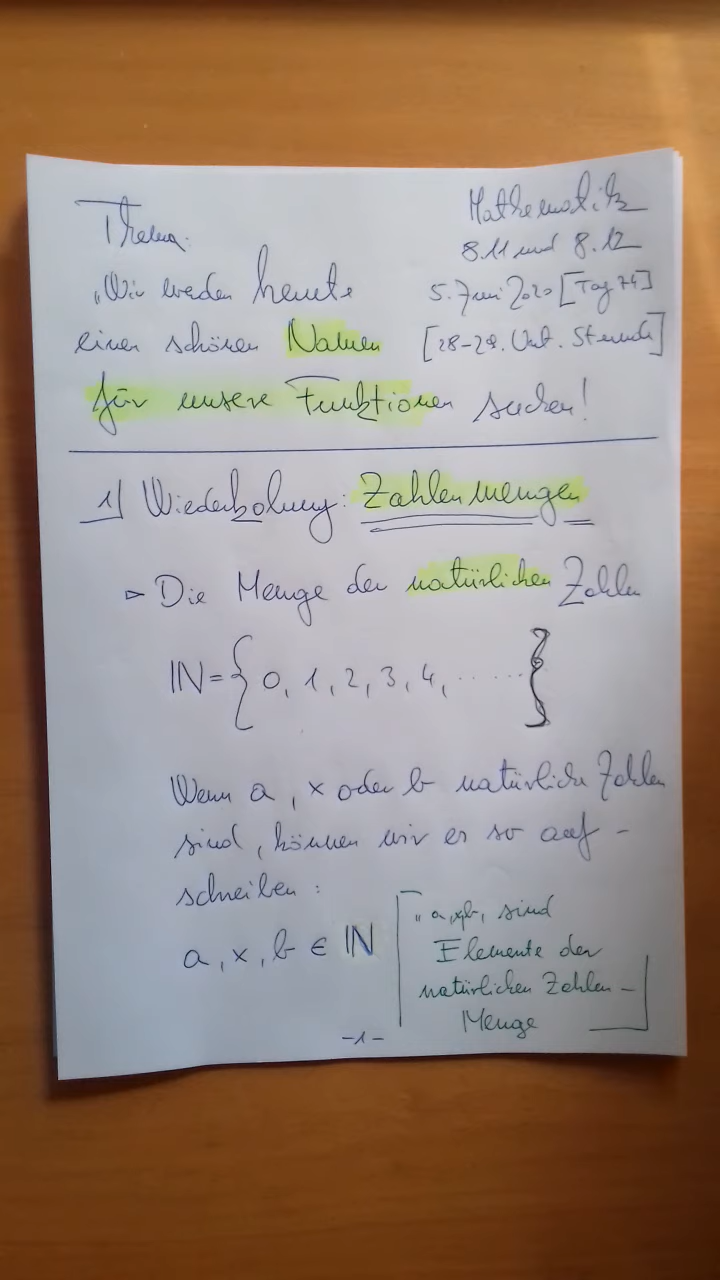 Thema:
Mathematik
8.11 und 8.12
5. Juni 2020 [Tag 74]
[28-29. Unt. Stunde]
"Wir werden heute
einen schönen Namen
für unsere Funktionen suchen!
1) Wiederholung: Zahlenmengen
▻ Die Menge der natürlichen Zahlen
IN = { 0, 1, 2, 3, 4, ...... }
Wenn a, x oder b natürliche Zahlen
sind, können wir es so auf-
schreiben:
a, x, b ∈ IN
"a,x,b, sind
Elemente der
natürlichen Zahlen-
Menge
-1-